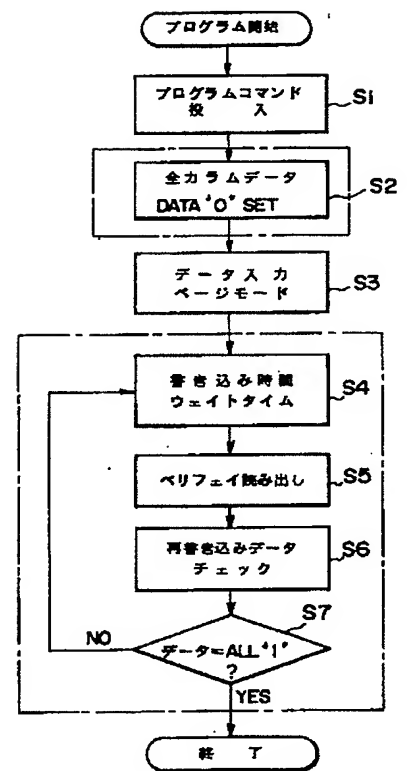 プログラム開始
プログラムコマンド
投入
S1
全カラムデータ
DATA "0" SET
S2
データ入力
ページモード
S3
書き込み時間
ウェイトタイム
S4
ベリファイ読み出し
S5
再書き込みデータ
チェック
S6
S7
データ=ALL "1"
?
NO
YES
終了